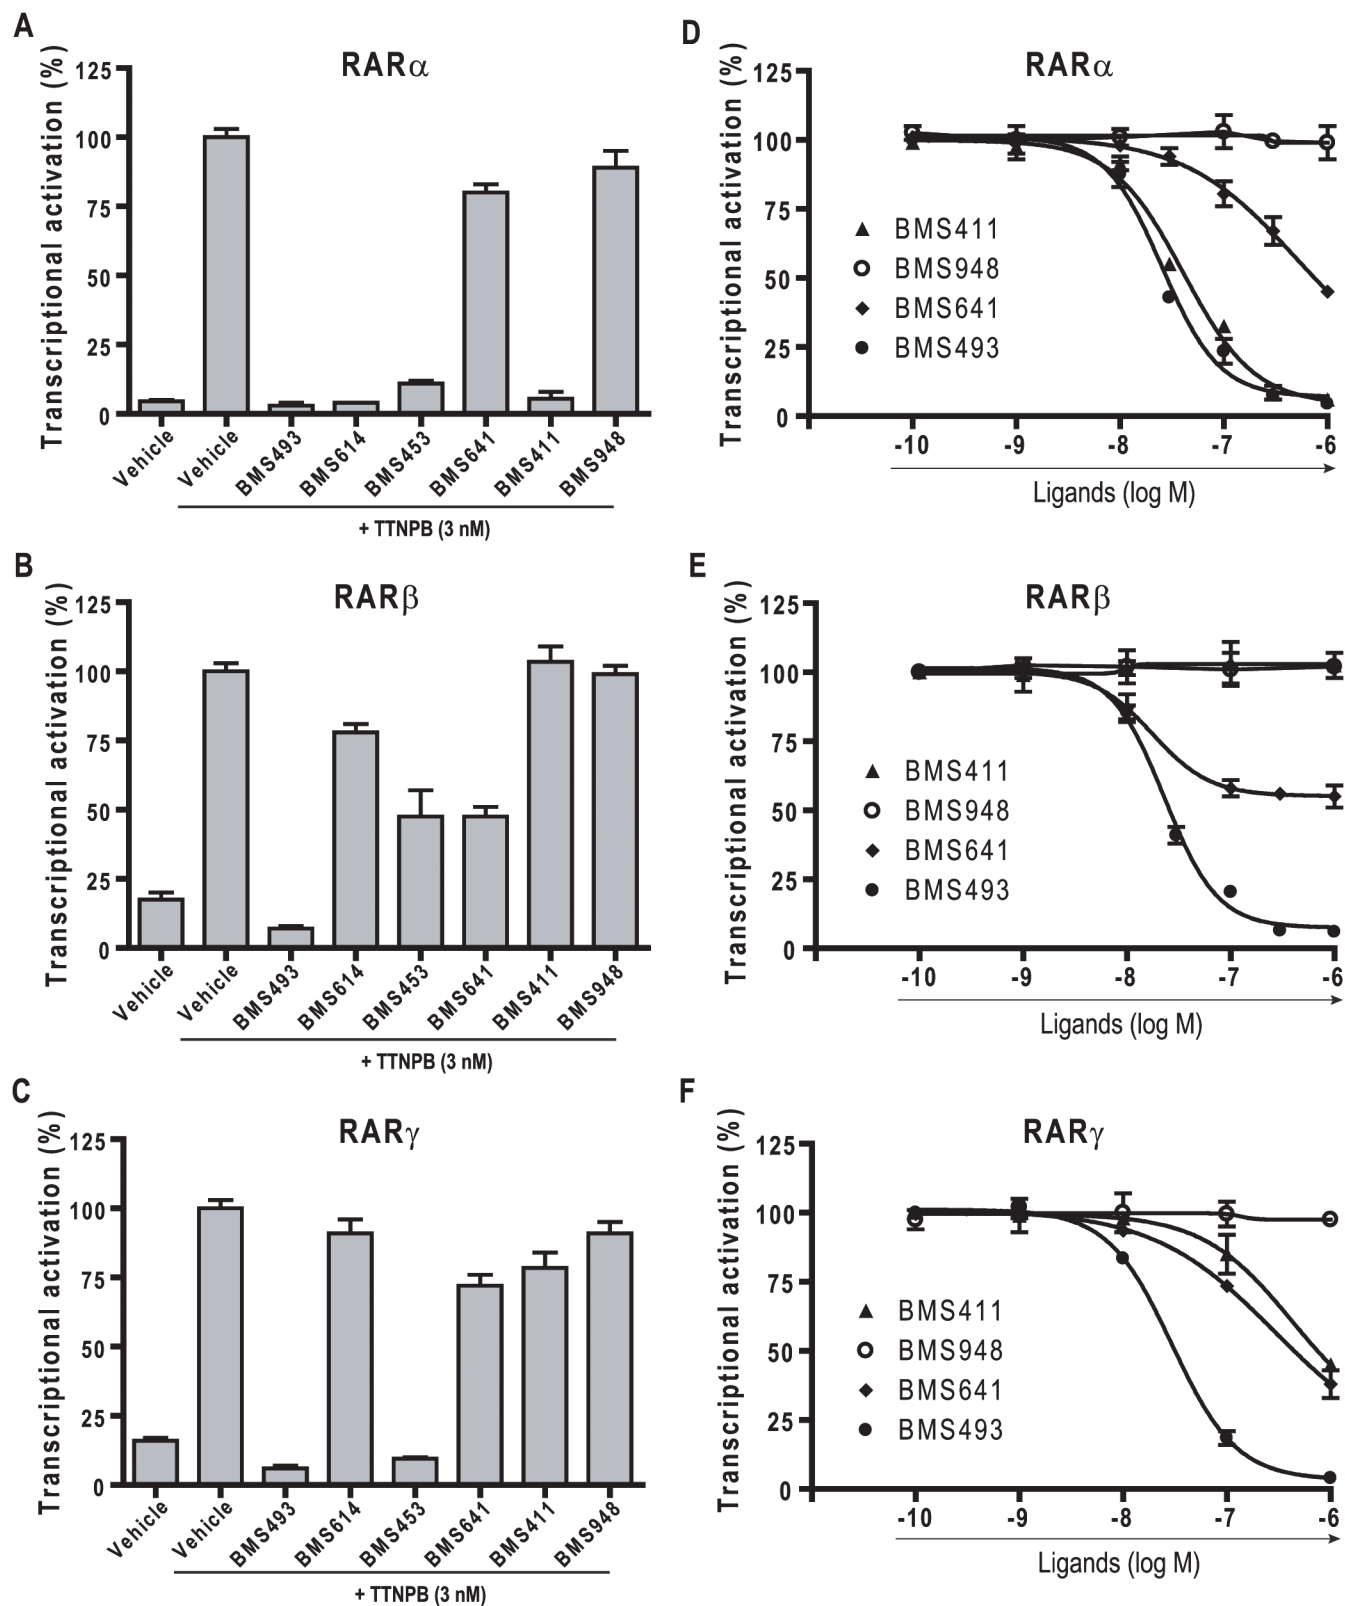 A
RARα
Transcriptional activation (%)
125
100
75
50
25
0
Vehicle
Vehicle
BMS493
BMS614
BMS453
BMS641
BMS411
BMS948
+ TTNPB (3 nM)
D
RARα
Transcriptional activation (%)
125
100
75
50
25
0
BMS411
BMS948
BMS641
BMS493
-10 -9 -8 -7 -6
Ligands (log M)
B
RARβ
Transcriptional activation (%)
125
100
75
50
25
0
Vehicle
Vehicle
BMS493
BMS614
BMS453
BMS641
BMS411
BMS948
+ TTNPB (3 nM)
E
RARβ
Transcriptional activation (%)
125
100
75
50
25
0
BMS411
BMS948
BMS641
BMS493
-10 -9 -8 -7 -6
Ligands (log M)
C
RARγ
Transcriptional activation (%)
125
100
75
50
25
0
Vehicle
Vehicle
BMS493
BMS614
BMS453
BMS641
BMS411
BMS948
+ TTNPB (3 nM)
F
RARγ
Transcriptional activation (%)
125
100
75
50
25
0
BMS411
BMS948
BMS641
BMS493
-10 -9 -8 -7 -6
Ligands (log M)